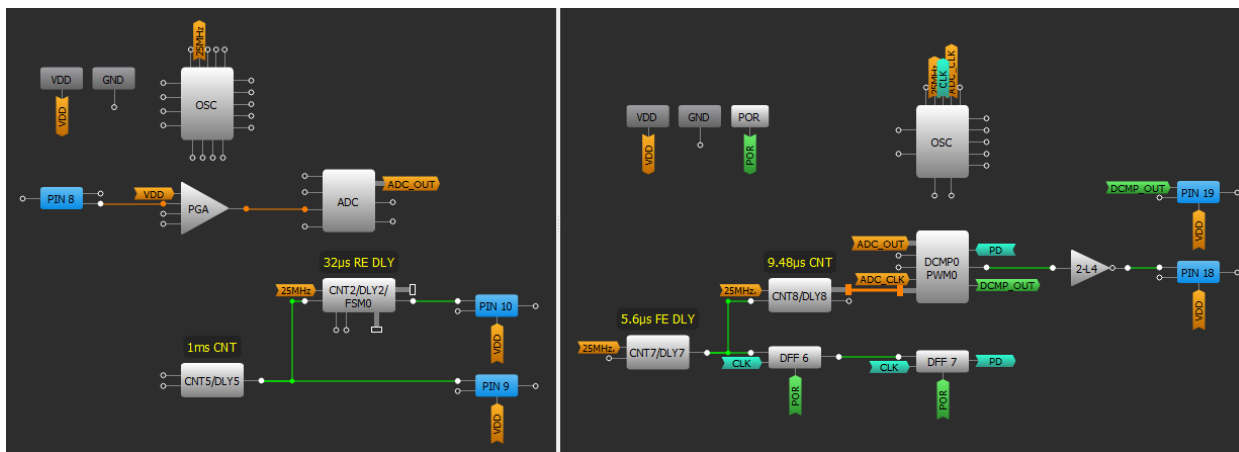 25MHz
VDD
GND
OSC
VDD
PIN 8
VDD
PGA
ADC
ADC_OUT
32µs RE DLY
25MHz
CNT2/DLY2/
FSM0
PIN 10
VDD
1ms CNT
CNT5/DLY5
PIN 9
VDD
25MHz
CLK
ADC_CLK
VDD
GND
POR
OSC
VDD
POR
DCMP_OUT
PIN 19
VDD
ADC_OUT
9.48µs CNT
DCMP0
PWM0
PD
ADC_CLK
2-L4
PIN 18
25MHz.
CNT8/DLY8
DCMP_OUT
VDD
5.6µs FE DLY
25MHz.
CNT7/DLY7
CLK
DFF 6
CLK
DFF 7
PD
POR
POR